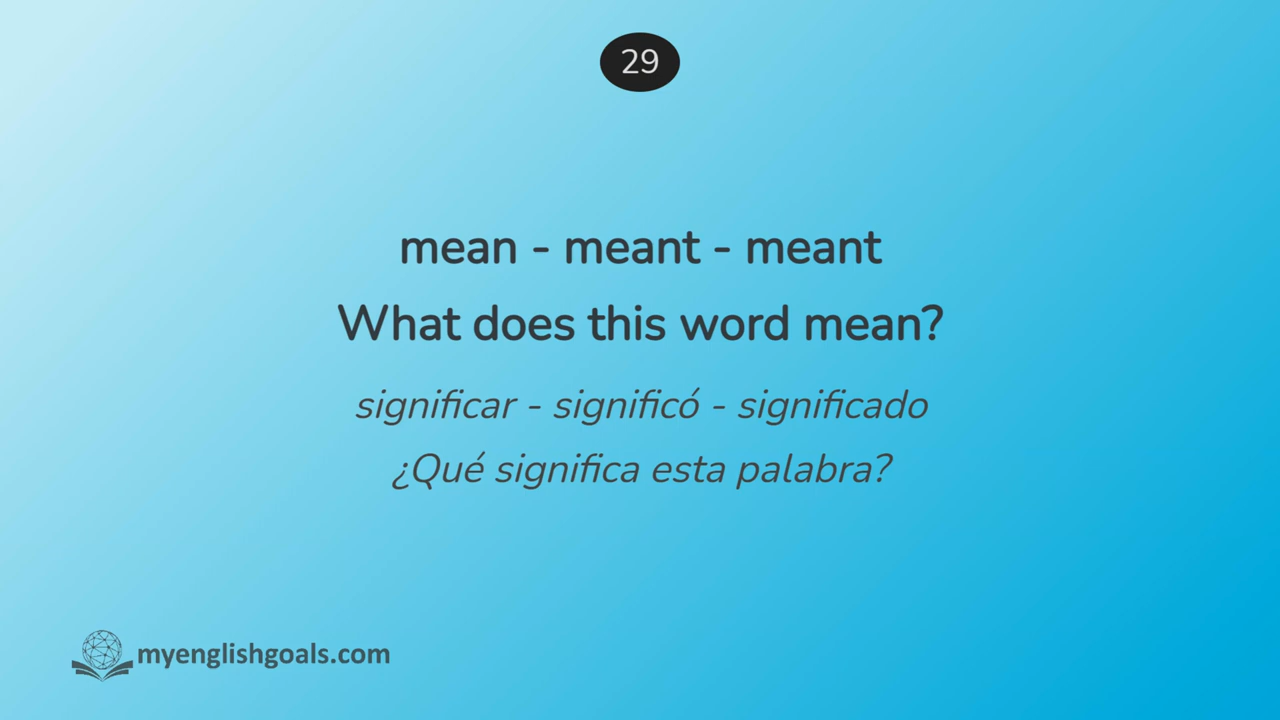 29
mean - meant - meant
What does this word mean?
significar - significó - significado
¿Qué significa esta palabra?
myenglishgoals.com